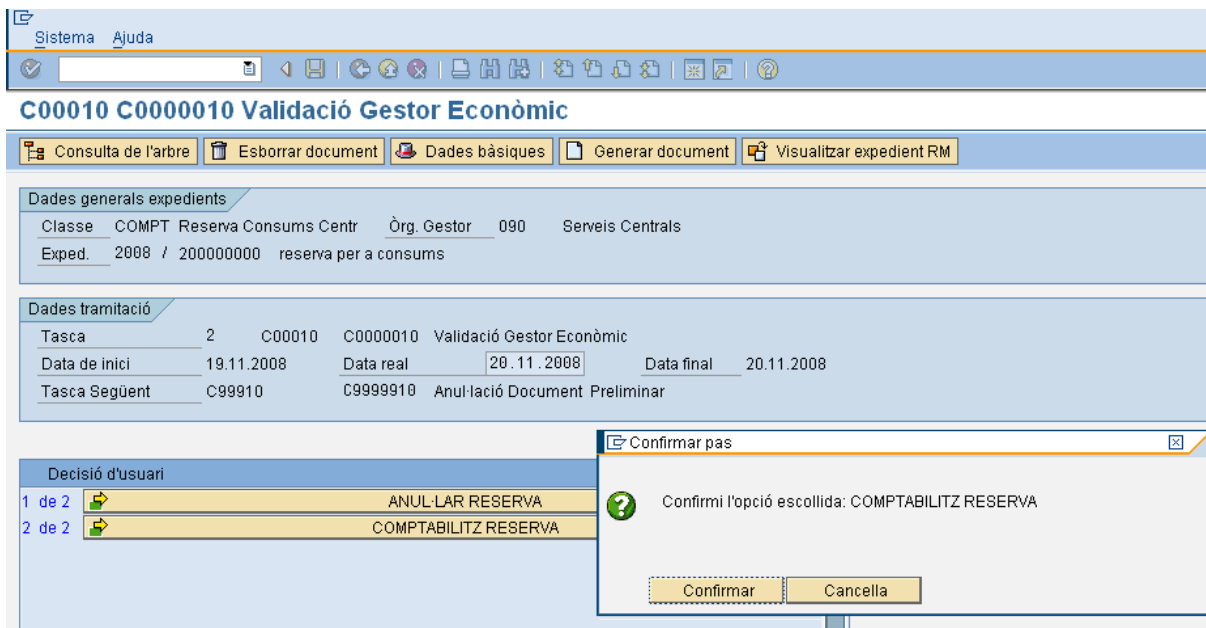 Sistema Ajuda
C00010 C0000010 Validació Gestor Econòmic
Consulta de l'arbre Esborrar document Dades bàsiques Generar document Visualitzar expedient RM
Dades generals expedients
Classe COMPT Reserva Consums Centr Òrg. Gestor 090 Serveis Centrals
Exped. 2008 / 200000000 reserva per a consums
Dades tramitació
Tasca 2 C00010 C0000010 Validació Gestor Econòmic
Data de inici 19.11.2008 Data real 20.11.2008 Data final 20.11.2008
Tasca Següent C99910 C9999910 Anul·lació Document Preliminar
Decisió d'usuari
1 de 2 ANUL·LAR RESERVA
2 de 2 COMPTABILITZ RESERVA
Confirmar pas
Confirmi l'opció escollida: COMPTABILITZ RESERVA
Confirmar Cancella